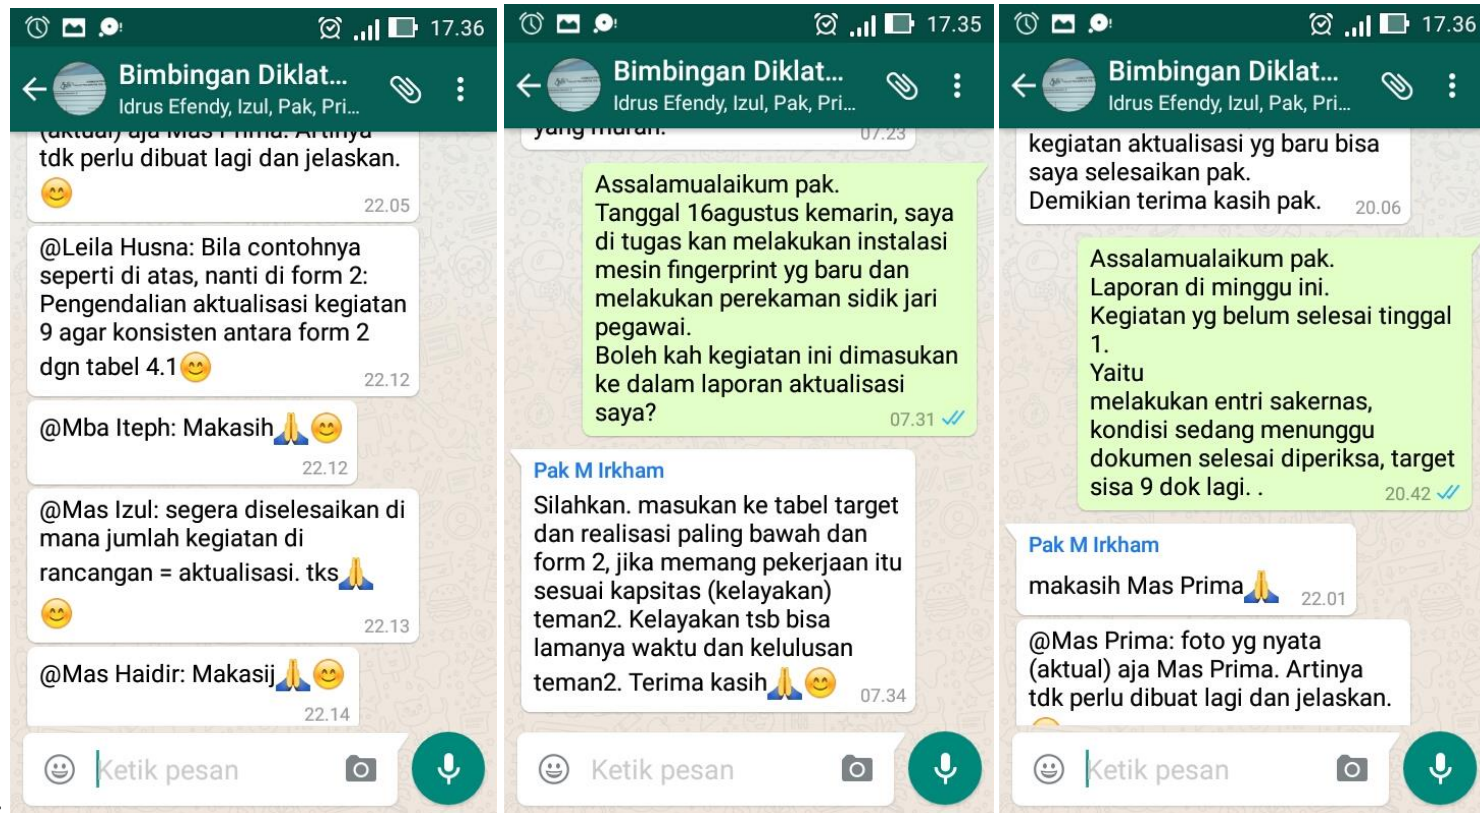 17.36
Bimbingan Diklat...
Idrus Efendy, Izul, Pak, Pri...
(aktual) aja Mas Prima. Artinya
tdk perlu dibuat lagi dan jelaskan.
22.05
@Leila Husna: Bila contohnya
seperti di atas, nanti di form 2:
Pengendalian aktualisasi kegiatan
9 agar konsisten antara form 2
dgn tabel 4.1
22.12
@Mba Iteph: Makasih
22.12
@Mas Izul: segera diselesaikan di
mana jumlah kegiatan di
rancangan = aktualisasi. tks
22.13
@Mas Haidir: Makasij
22.14
Ketik pesan
17.35
Bimbingan Diklat...
Idrus Efendy, Izul, Pak, Pri...
yang murah.
07.23
Assalamualaikum pak.
Tanggal 16agustus kemarin, saya
di tugas kan melakukan instalasi
mesin fingerprint yg baru dan
melakukan perekaman sidik jari
pegawai.
Boleh kah kegiatan ini dimasukan
ke dalam laporan aktualisasi
saya?
07.31
Pak M Irkham
Silahkan. masukan ke tabel target
dan realisasi paling bawah dan
form 2, jika memang pekerjaan itu
sesuai kapsitas (kelayakan)
teman2. Kelayakan tsb bisa
lamanya waktu dan kelulusan
teman2. Terima kasih
07.34
Ketik pesan
17.36
Bimbingan Diklat...
Idrus Efendy, Izul, Pak, Pri...
kegiatan aktualisasi yg baru bisa
saya selesaikan pak.
Demikian terima kasih pak.
20.06
Assalamualaikum pak.
Laporan di minggu ini.
Kegiatan yg belum selesai tinggal
1.
Yaitu
melakukan entri sakernas,
kondisi sedang menunggu
dokumen selesai diperiksa, target
sisa 9 dok lagi. .
20.42
Pak M Irkham
makasih Mas Prima
22.01
@Mas Prima: foto yg nyata
(aktual) aja Mas Prima. Artinya
tdk perlu dibuat lagi dan jelaskan.
Ketik pesan